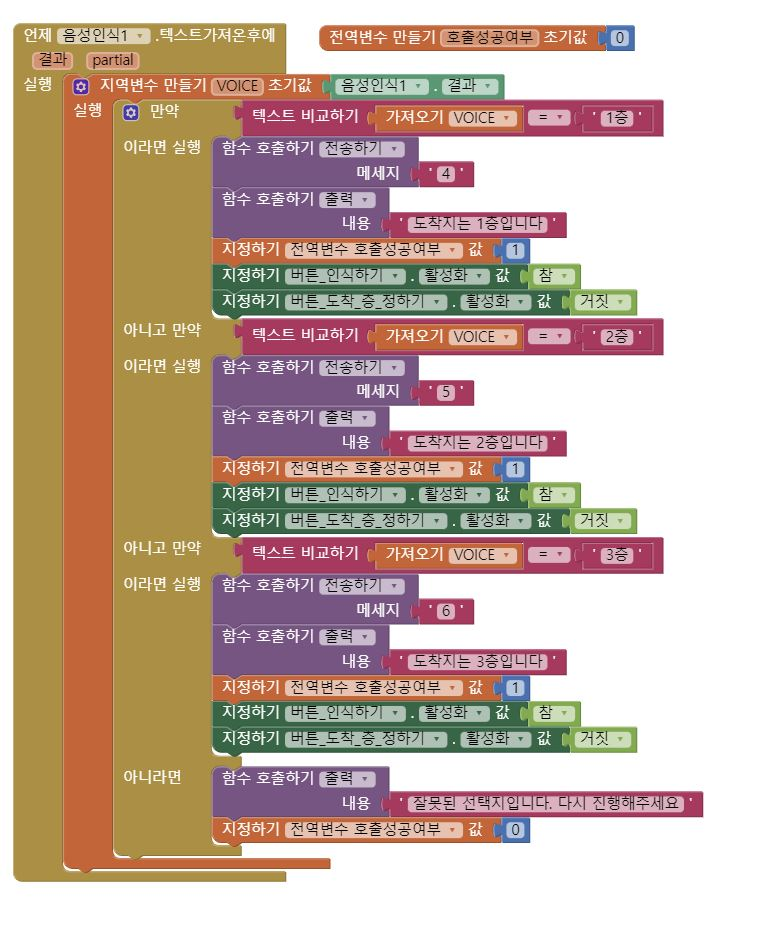 언제 음성인식1 .텍스트가져온후에
전역변수 만들기 호출성공여부 초기값 0
결과 partial
실행 지역변수 만들기 VOICE 초기값 음성인식1 . 결과
실행 만약 텍스트 비교하기 가져오기 VOICE = ' 1층 '
이라면 실행 함수 호출하기 전송하기
메세지 ' 4 '
함수 호출하기 출력
내용 ' 도착지는 1층입니다 '
지정하기 전역변수 호출성공여부 값 1
지정하기 버튼_인식하기 . 활성화 값 참
지정하기 버튼_도착_층_정하기 . 활성화 값 거짓
아니고 만약 텍스트 비교하기 가져오기 VOICE = ' 2층 '
이라면 실행 함수 호출하기 전송하기
메세지 ' 5 '
함수 호출하기 출력
내용 ' 도착지는 2층입니다 '
지정하기 전역변수 호출성공여부 값 1
지정하기 버튼_인식하기 . 활성화 값 참
지정하기 버튼_도착_층_정하기 . 활성화 값 거짓
아니고 만약 텍스트 비교하기 가져오기 VOICE = ' 3층 '
이라면 실행 함수 호출하기 전송하기
메세지 ' 6 '
함수 호출하기 출력
내용 ' 도착지는 3층입니다 '
지정하기 전역변수 호출성공여부 값 1
지정하기 버튼_인식하기 . 활성화 값 참
지정하기 버튼_도착_층_정하기 . 활성화 값 거짓
아니라면 함수 호출하기 출력
내용 ' 잘못된 선택지입니다. 다시 진행해주세요 '
지정하기 전역변수 호출성공여부 값 0